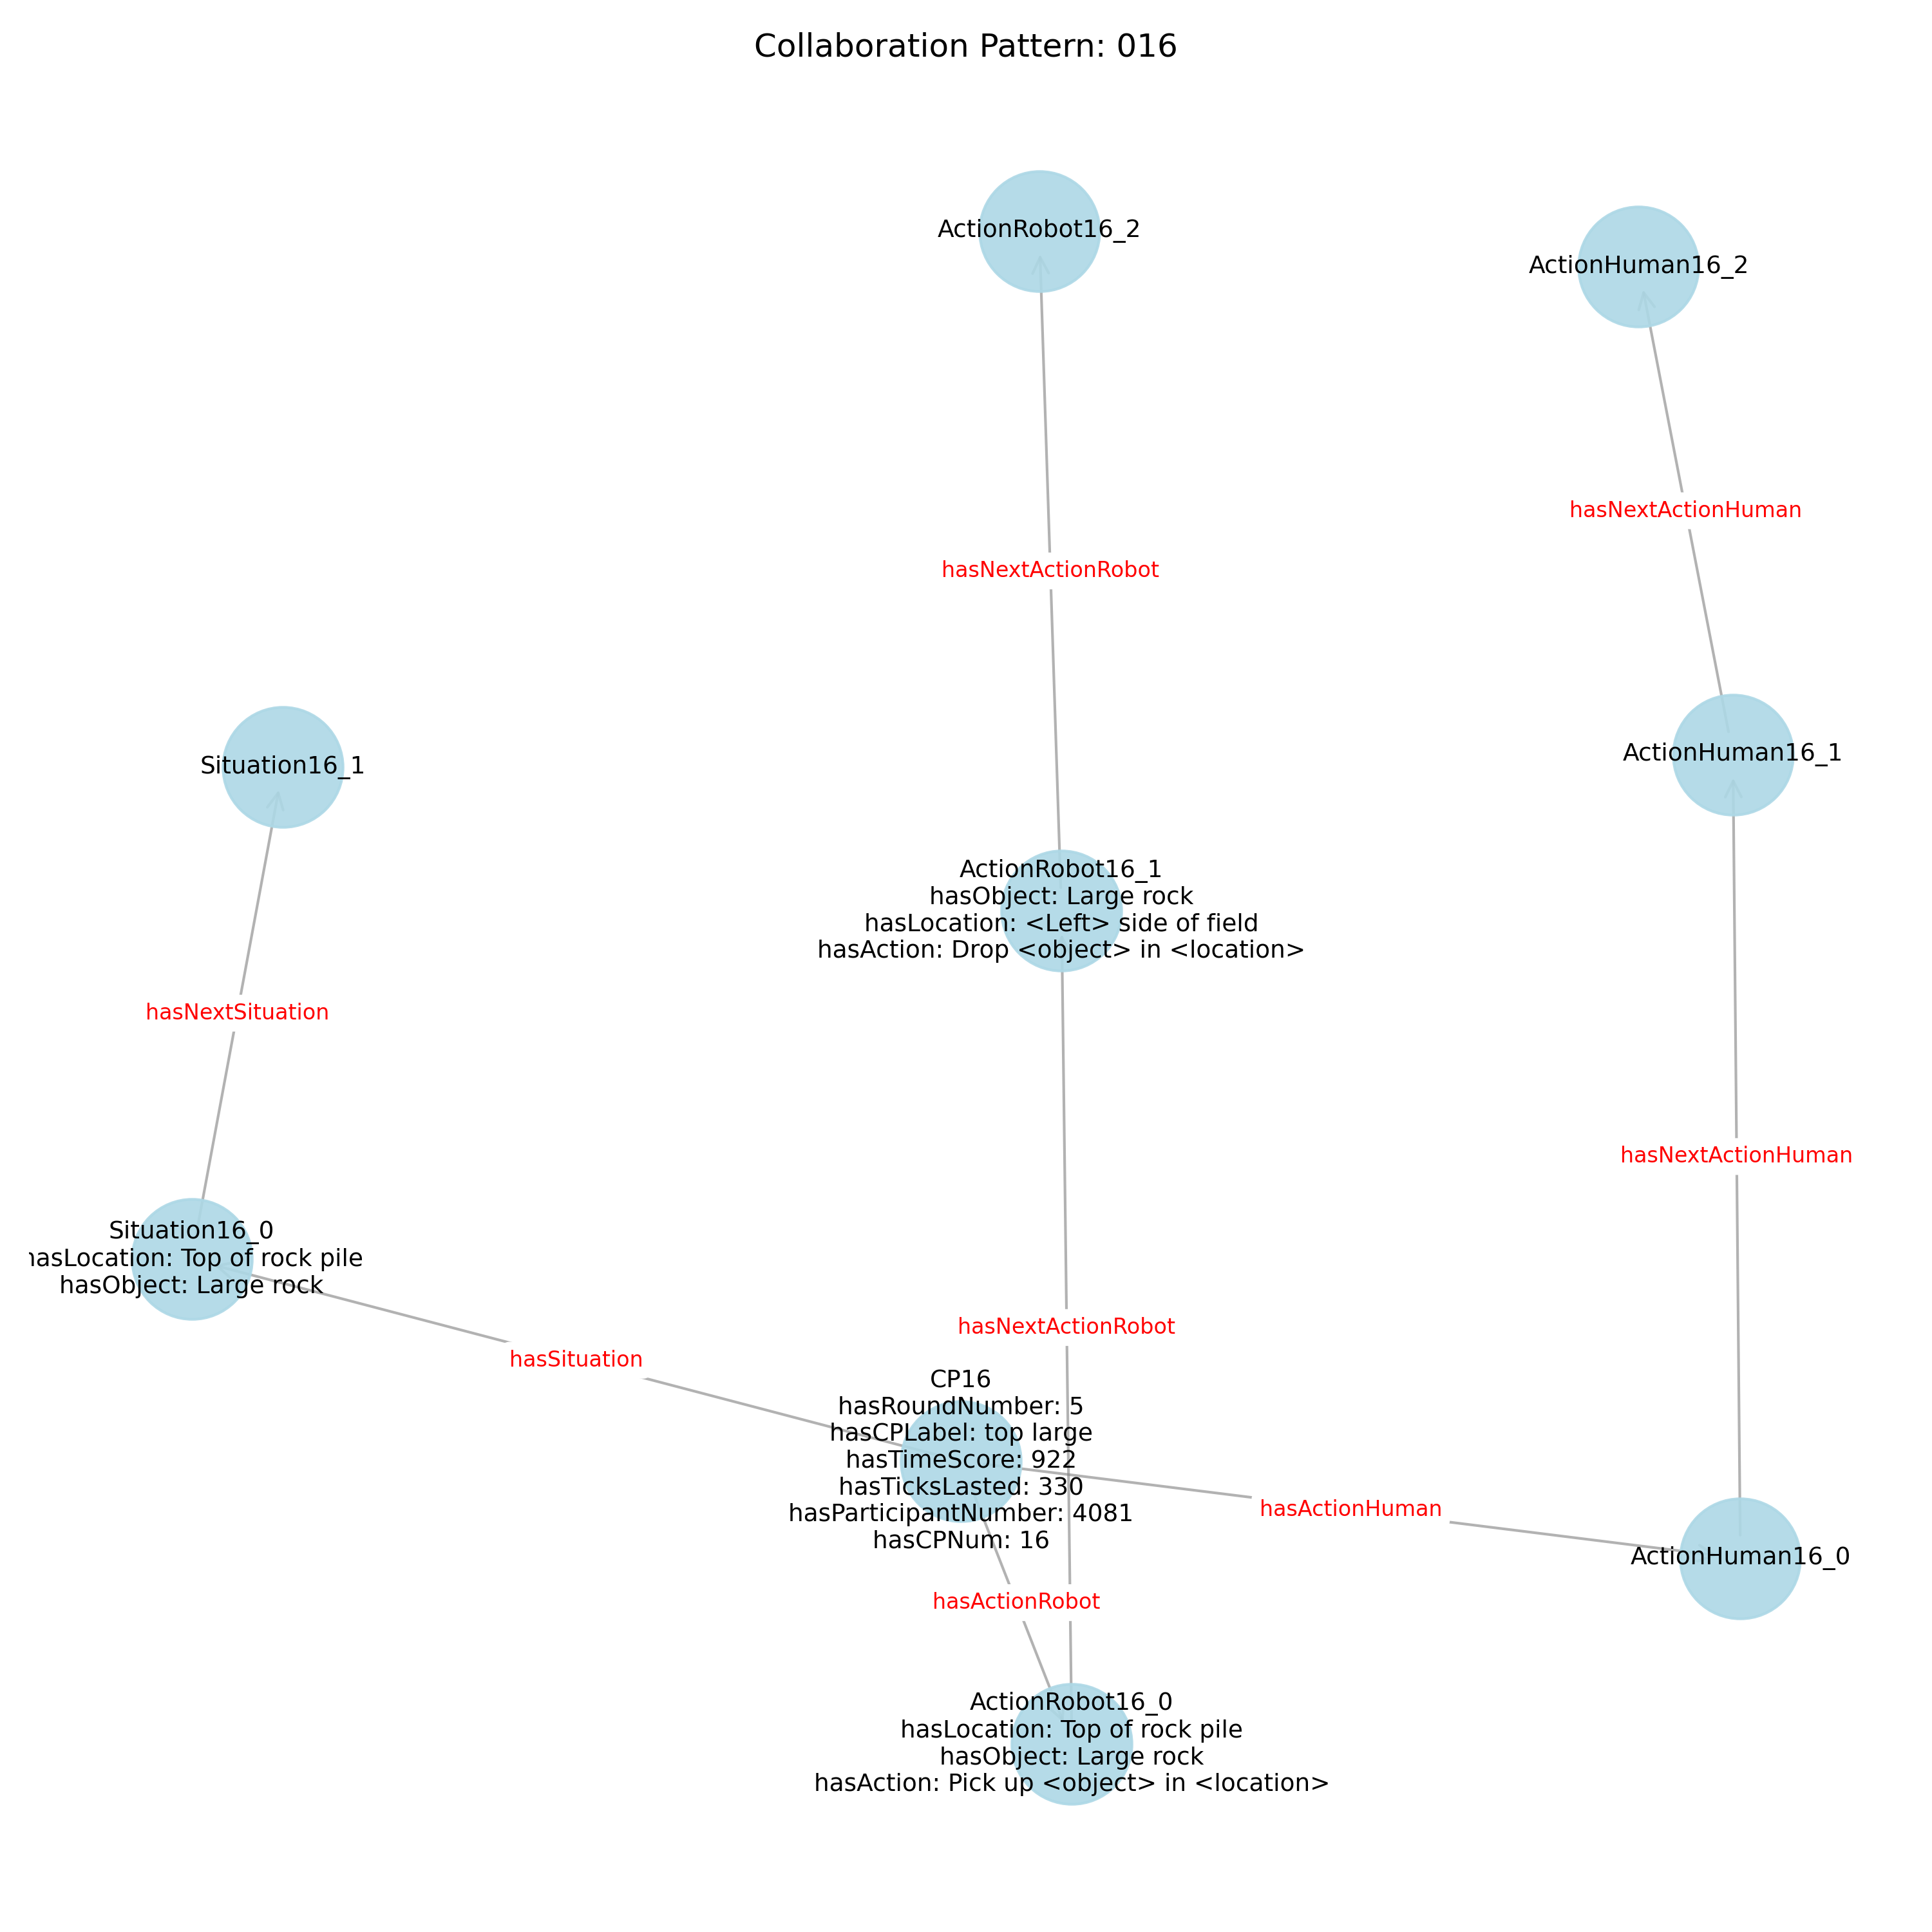 Collaboration Pattern: 016
ActionRobot16_2
ActionHuman16_2
hasNextActionHuman
hasNextActionRobot
Situation16_1
ActionHuman16_1
ActionRobot16_1
hasObject: Large rock
hasLocation: <Left> side of field
hasAction: Drop <object> in <location>
hasNextSituation
hasNextActionHuman
Situation16_0
hasLocation: Top of rock pile
hasObject: Large rock
hasNextActionRobot
hasSituation
CP16
hasRoundNumber: 5
hasCPLabel: top large
hasTimeScore: 922
hasTicksLasted: 330
hasParticipantNumber: 4081
hasCPNum: 16
hasActionHuman
ActionHuman16_0
hasActionRobot
ActionRobot16_0
hasLocation: Top of rock pile
hasObject: Large rock
hasAction: Pick up <object> in <location>